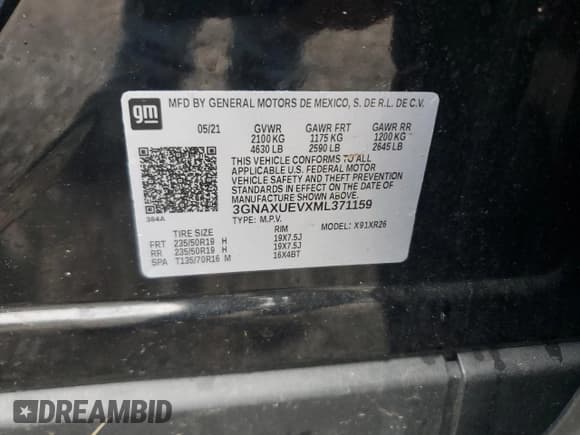 gm
MFD BY GENERAL MOTORS DE MEXICO, S. DE R.L. DE C.V.
05/21 GVWR GAWR FRT GAWR RR
2100 KG 1175 KG 1200 KG
4630 LB 2590 LB 2645 LB
THIS VEHICLE CONFORMS TO ALL
APPLICABLE U.S. FEDERAL MOTOR
VEHICLE SAFETY AND THEFT PREVENTION
STANDARDS IN EFFECT ON THE DATE OF
MANUFACTURE SHOWN ABOVE.
3GNAXUEVXML371159
384A
TYPE: M.P.V. MODEL: X91XR26
TIRE SIZE RIM
FRT 235/50R19 H 19X7.5J
RR 235/50R19 H 19X7.5J
SPA T135/70R16 M 16X4BT
DREAMBID